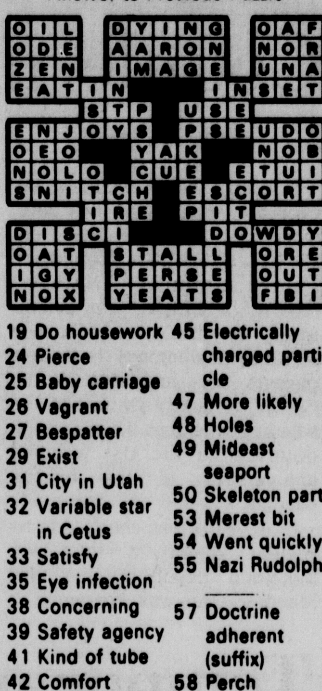 OIL DYING OAF
ODE AARON NOR
ZEN IMAGE UNA
EATIN INSET
STP USE
ENJOYS PSEUDO
OEO YAK NOB
NOLO CUE ETUI
SNITCH ESCORT
IRE PIT
DISCI DOWDY
OAT STALL ORE
IGY PERSE OUT
NOX YEATS FBI
19 Do housework
24 Pierce
25 Baby carriage
26 Vagrant
27 Bespatter
29 Exist
31 City in Utah
32 Variable star
in Cetus
33 Satisfy
35 Eye infection
38 Concerning
39 Safety agency
41 Kind of tube
42 Comfort
45 Electrically
charged parti
cle
47 More likely
48 Holes
49 Mideast
seaport
50 Skeleton part
53 Merest bit
54 Went quickly
55 Nazi Rudolph
____
57 Doctrine
adherent
(suffix)
58 Perch